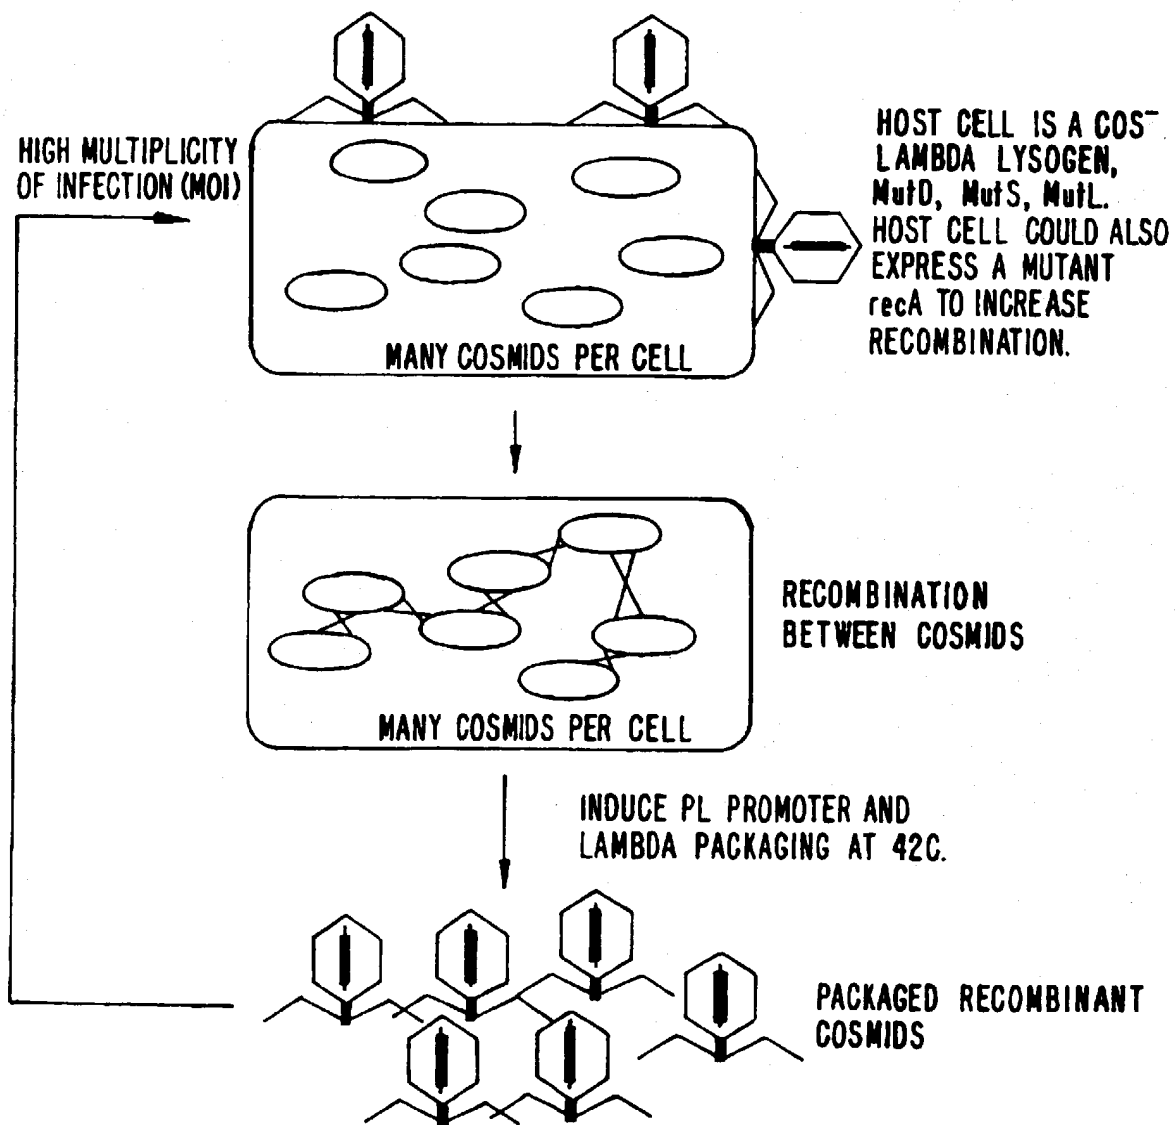 HIGH MULTIPLICITY
OF INFECTION (MOI)
HOST CELL IS A COS⁻
LAMBDA LYSOGEN,
MutD, MutS, MutL.
HOST CELL COULD ALSO
EXPRESS A MUTANT
recA TO INCREASE
RECOMBINATION.
MANY COSMIDS PER CELL
RECOMBINATION
BETWEEN COSMIDS
MANY COSMIDS PER CELL
INDUCE PL PROMOTER AND
LAMBDA PACKAGING AT 42C.
PACKAGED RECOMBINANT
COSMIDS